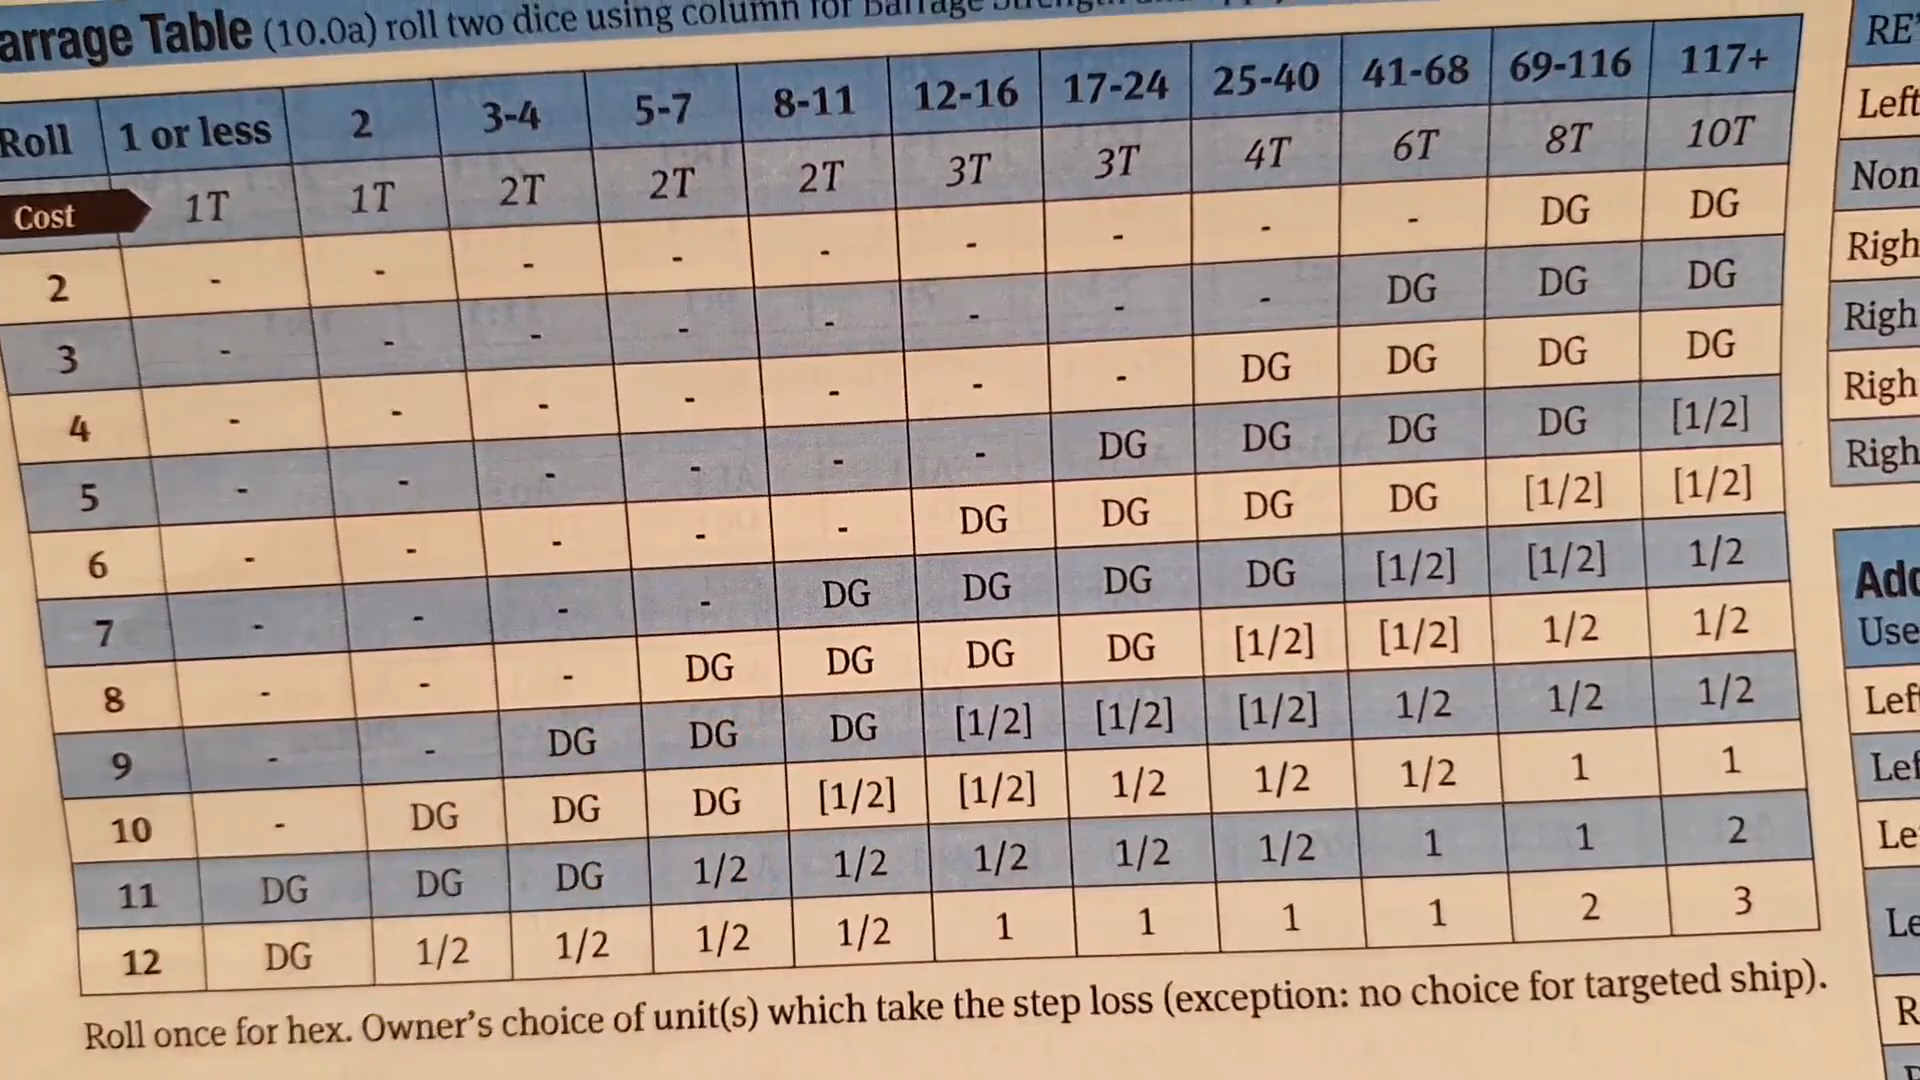 arrage Table (10.0a) roll two dice using column for Barrage
Roll 1 or less 2 3-4 5-7 8-11 12-16 17-24 25-40 41-68 69-116 117+
Cost 1T 1T 2T 2T 2T 3T 3T 4T 6T 8T 10T
2 - - - - - - - - - DG DG
3 - - - - - - - - DG DG DG
4 - - - - - - - DG DG DG DG
5 - - - - - - DG DG DG DG [1/2]
6 - - - - - DG DG DG DG [1/2] [1/2]
7 - - - - DG DG DG DG [1/2] [1/2] 1/2
8 - - - DG DG DG DG [1/2] [1/2] 1/2 1/2
9 - - DG DG DG [1/2] [1/2] [1/2] 1/2 1/2 1/2
10 - DG DG DG [1/2] [1/2] 1/2 1/2 1/2 1 1
11 DG DG DG 1/2 1/2 1/2 1/2 1/2 1 1 2
12 DG 1/2 1/2 1/2 1/2 1 1 1 1 2 3
Roll once for hex. Owner's choice of unit(s) which take the step loss (exception: no choice for targeted ship).
RE
Left
Non
Righ
Righ
Righ
Righ
Add
Use
Left
Lef
Le
Le
R